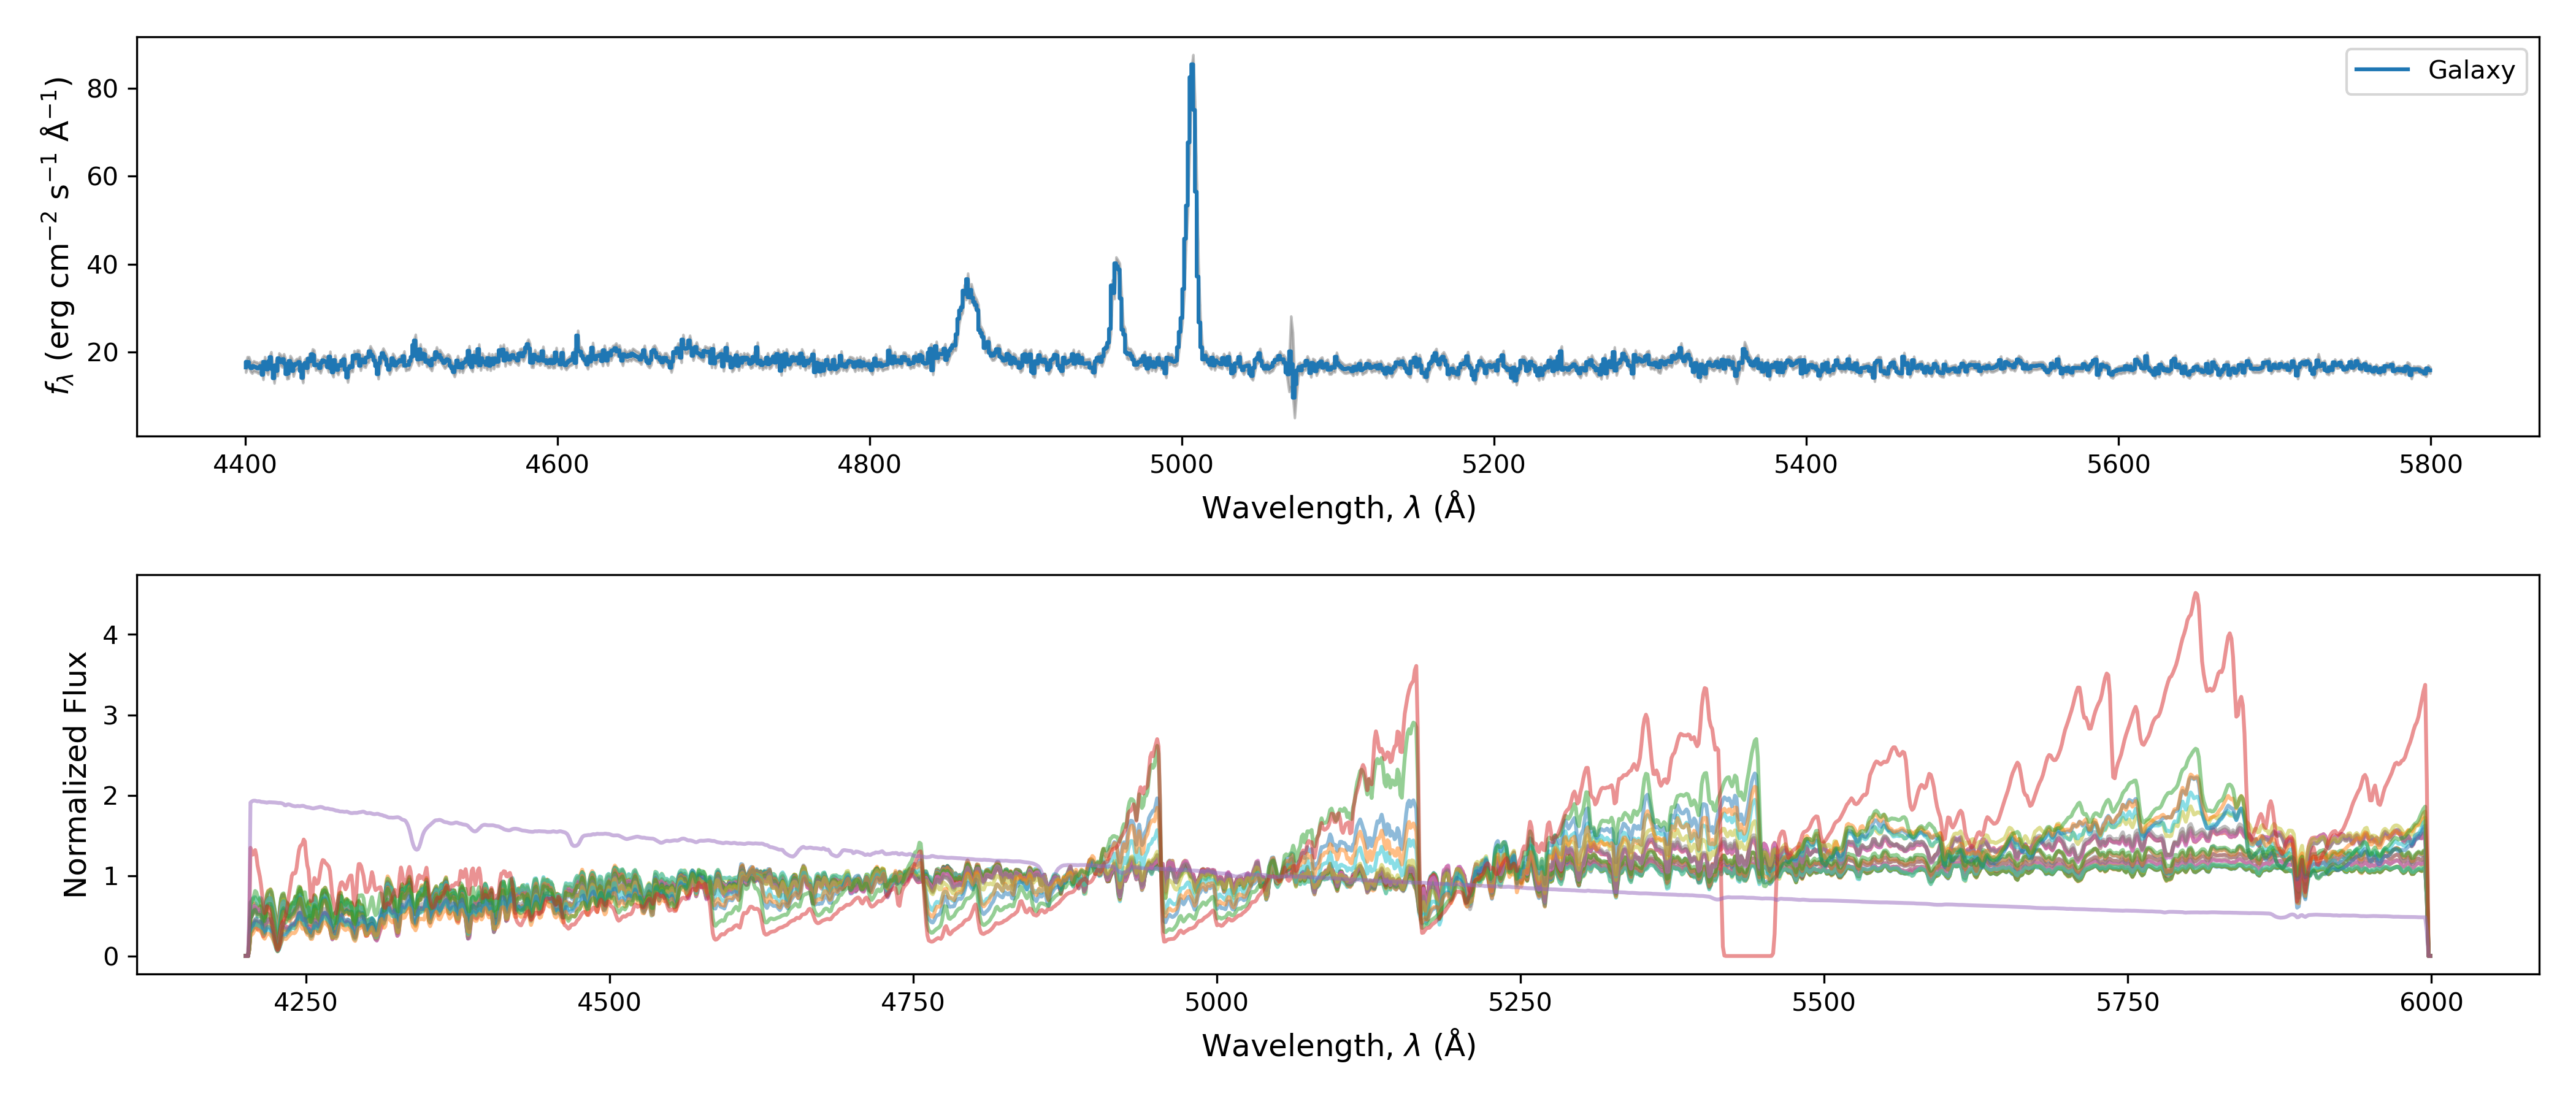 Galaxy
f_λ (erg cm⁻² s⁻¹ Å⁻¹)
80
60
40
20
4400 4600 4800 5000 5200 5400 5600 5800
Wavelength, λ (Å)
Normalized Flux
4
3
2
1
0
4250 4500 4750 5000 5250 5500 5750 6000
Wavelength, λ (Å)